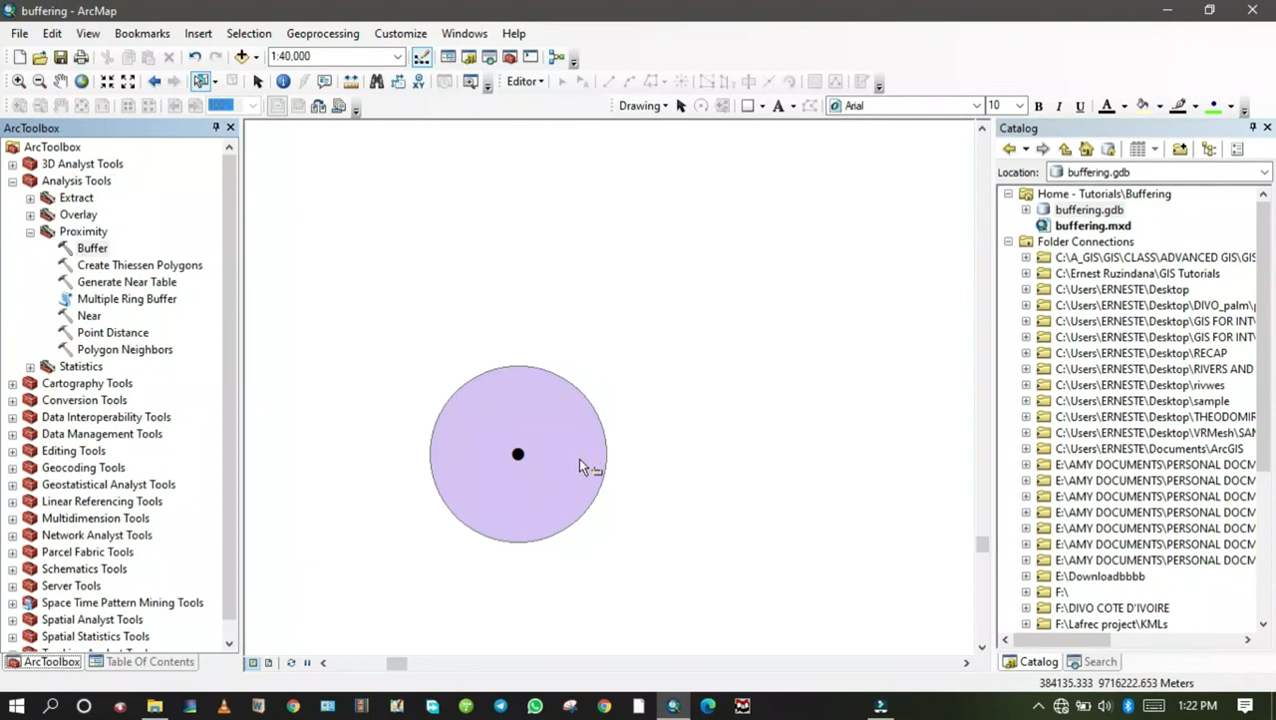 buffering - ArcMap
File Edit View Bookmarks Insert Selection Geoprocessing Customize Windows Help
1:40,000
Editor
100%
Drawing Arial 10 B I U A
ArcToolbox
ArcToolbox
3D Analyst Tools
Analysis Tools
Extract
Overlay
Proximity
Buffer
Create Thiessen Polygons
Generate Near Table
Multiple Ring Buffer
Near
Point Distance
Polygon Neighbors
Statistics
Cartography Tools
Conversion Tools
Data Interoperability Tools
Data Management Tools
Editing Tools
Geocoding Tools
Geostatistical Analyst Tools
Linear Referencing Tools
Multidimension Tools
Network Analyst Tools
Parcel Fabric Tools
Schematics Tools
Server Tools
Space Time Pattern Mining Tools
Spatial Analyst Tools
Spatial Statistics Tools
ArcToolbox Table Of Contents
Catalog
Location: buffering.gdb
Home - Tutorials\Buffering
buffering.gdb
buffering.mxd
Folder Connections
C:\A_GIS\GIS\CLASS\ADVANCED GIS\GIS
C:\Ernest Ruzindana\GIS Tutorials
C:\Users\ERNESTE\Desktop
C:\Users\ERNESTE\Desktop\DIVO_palm\
C:\Users\ERNESTE\Desktop\GIS FOR INT
C:\Users\ERNESTE\Desktop\GIS FOR INT
C:\Users\ERNESTE\Desktop\RECAP
C:\Users\ERNESTE\Desktop\RIVERS AND
C:\Users\ERNESTE\Desktop\rivwes
C:\Users\ERNESTE\Desktop\sample
C:\Users\ERNESTE\Desktop\THEODOMIR
C:\Users\ERNESTE\Desktop\VRMesh\SAN
C:\Users\ERNESTE\Documents\ArcGIS
E:\AMY DOCUMENTS\PERSONAL DOCM
E:\AMY DOCUMENTS\PERSONAL DOCM
E:\AMY DOCUMENTS\PERSONAL DOCM
E:\AMY DOCUMENTS\PERSONAL DOCM
E:\AMY DOCUMENTS\PERSONAL DOCM
E:\AMY DOCUMENTS\PERSONAL DOCM
E:\AMY DOCUMENTS\PERSONAL DOCM
E:\Downloadbbbb
F:\
F:\DIVO COTE D'IVOIRE
F:\Lafrec project\KMLs
Catalog Search
384135.333 9716222.653 Meters
1:22 PM